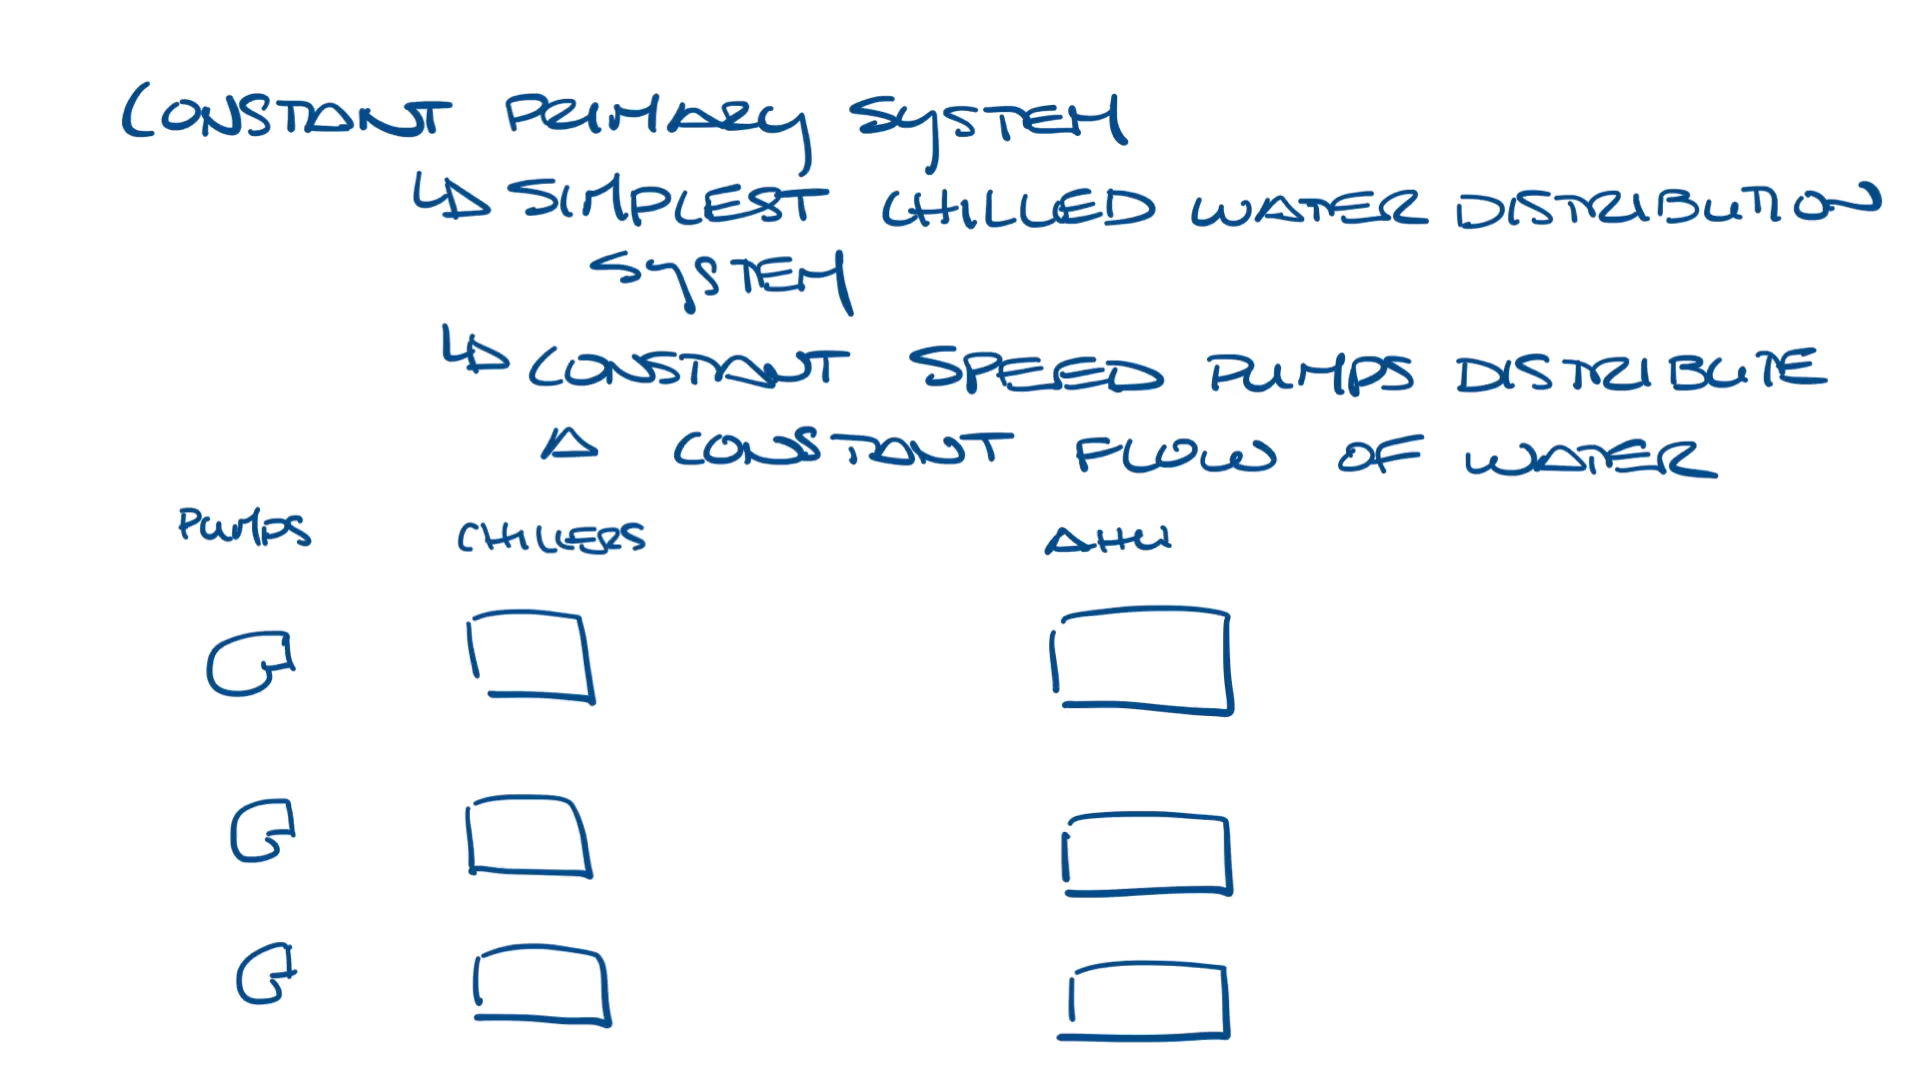 CONSTANT PRIMARY SYSTEM
↳ SIMPLEST CHILLED WATER DISTRIBUTION
SYSTEM
↳ CONSTANT SPEED PUMPS DISTRIBUTE
A CONSTANT FLOW OF WATER
PUMPS CHILLERS AHU